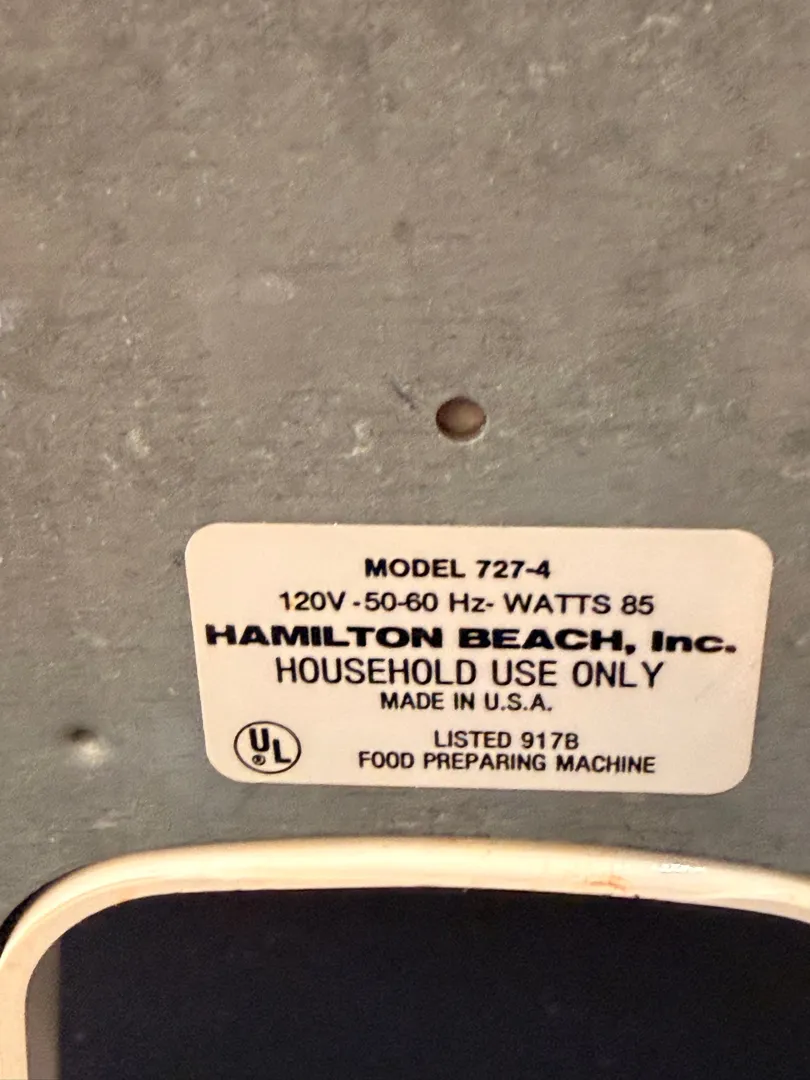 MODEL 727-4
120V - 50-60 Hz- WATTS 85
HAMILTON BEACH, Inc.
HOUSEHOLD USE ONLY
MADE IN U.S.A.
UL ®
LISTED 917B
FOOD PREPARING MACHINE